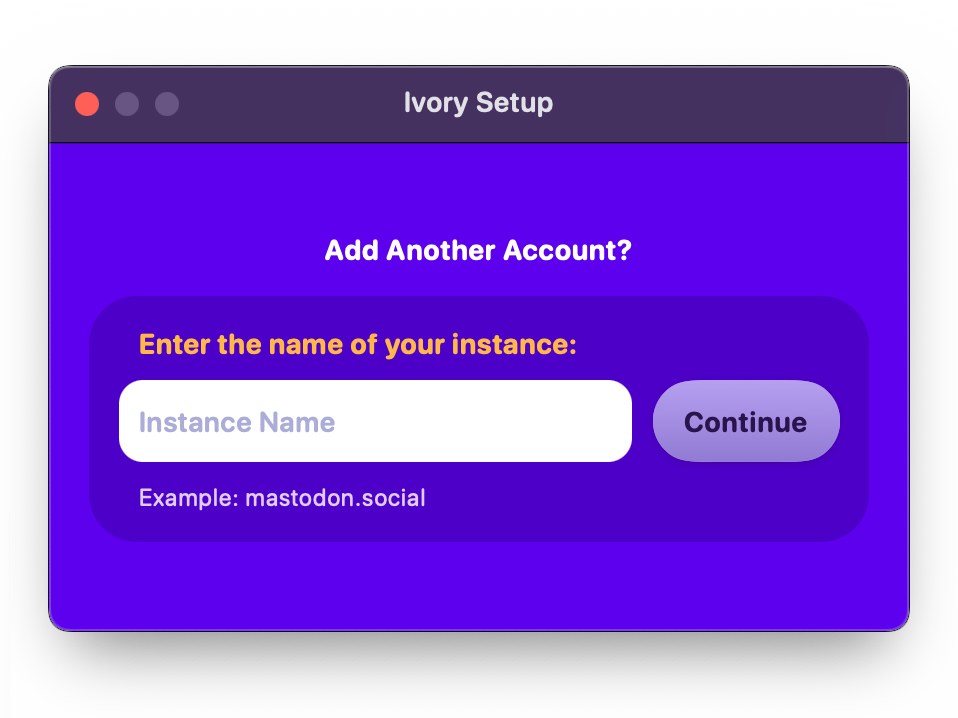 Ivory Setup
Add Another Account?
Enter the name of your instance:
Instance Name
Continue
Example: mastodon.social